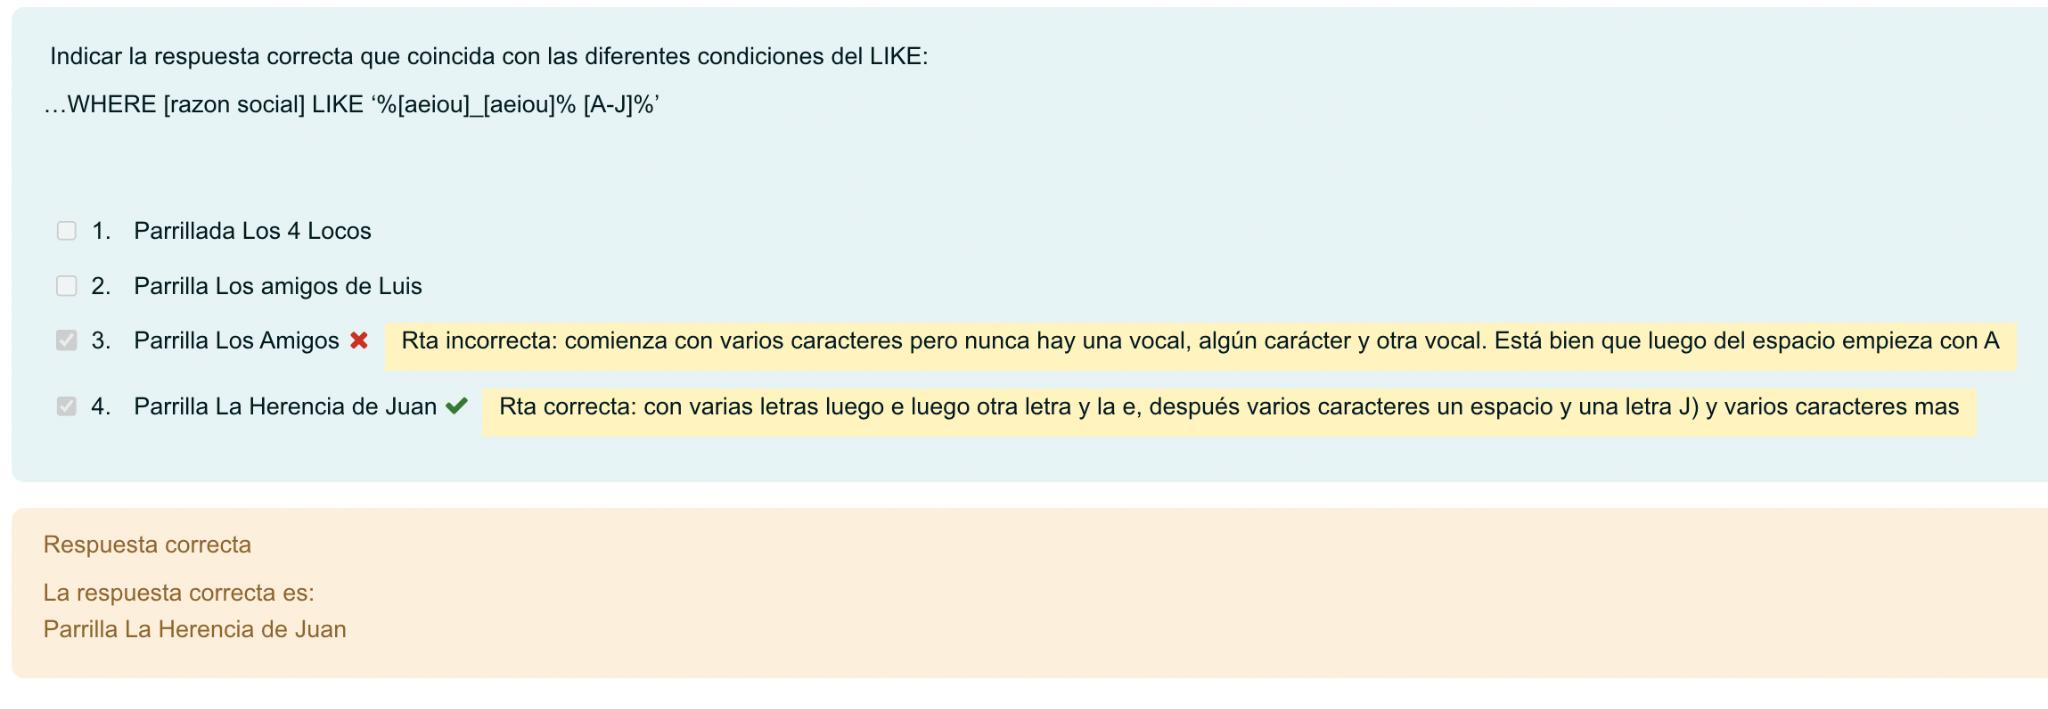 Indicar la respuesta correcta que coincida con las diferentes condiciones del LIKE:
…WHERE [razon social] LIKE ‘%[aeiou]_[aeiou]% [A-J]%’
1. Parrillada Los 4 Locos
2. Parrilla Los amigos de Luis
3. Parrilla Los Amigos ✖ Rta incorrecta: comienza con varios caracteres pero nunca hay una vocal, algún carácter y otra vocal. Está bien que luego del espacio empieza con A
4. Parrilla La Herencia de Juan ✔ Rta correcta: con varias letras luego e luego otra letra y la e, después varios caracteres un espacio y una letra J) y varios caracteres mas
Respuesta correcta
La respuesta correcta es:
Parrilla La Herencia de Juan